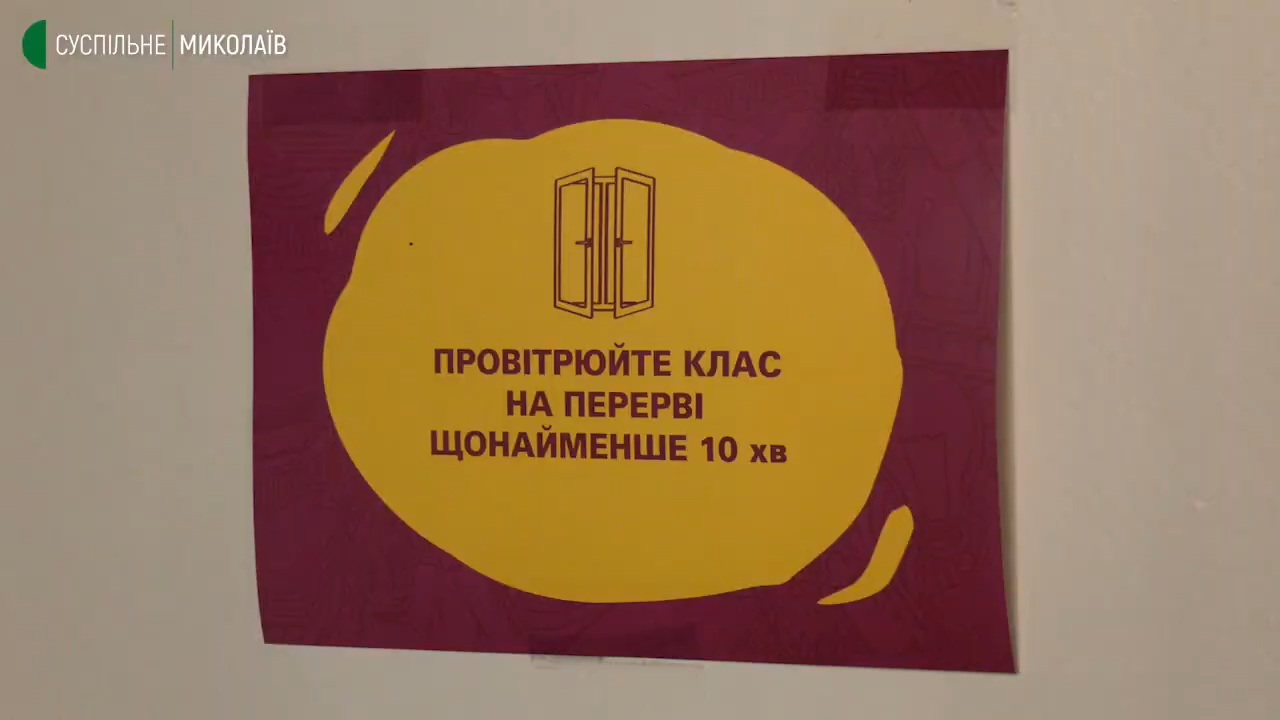 СУСПІЛЬНЕ МИКОЛАЇВ
ПРОВІТРЮЙТЕ КЛАС
НА ПЕРЕРВІ
ЩОНАЙМЕНШЕ 10 хв